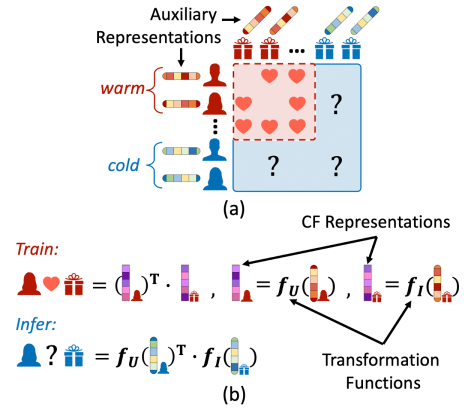 Auxiliary
Representations
...
warm
...
cold
?
? ?
(a)
CF Representations
Train:
= ( )ᵀ · , = f_U( ) , = f_I( )
Infer:
? = f_U( )ᵀ · f_I( )
Transformation
Functions
(b)